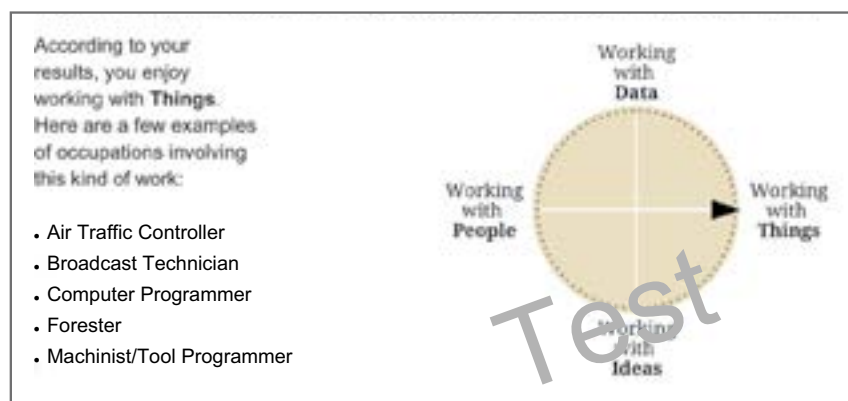 According to your
results, you enjoy
working with Things.
Here are a few examples
of occupations involving
this kind of work:
• Air Traffic Controller
• Broadcast Technician
• Computer Programmer
• Forester
• Machinist/Tool Programmer
Working
with
Data
Working
with
People
Working
with
Things
Working
with
Ideas
Test